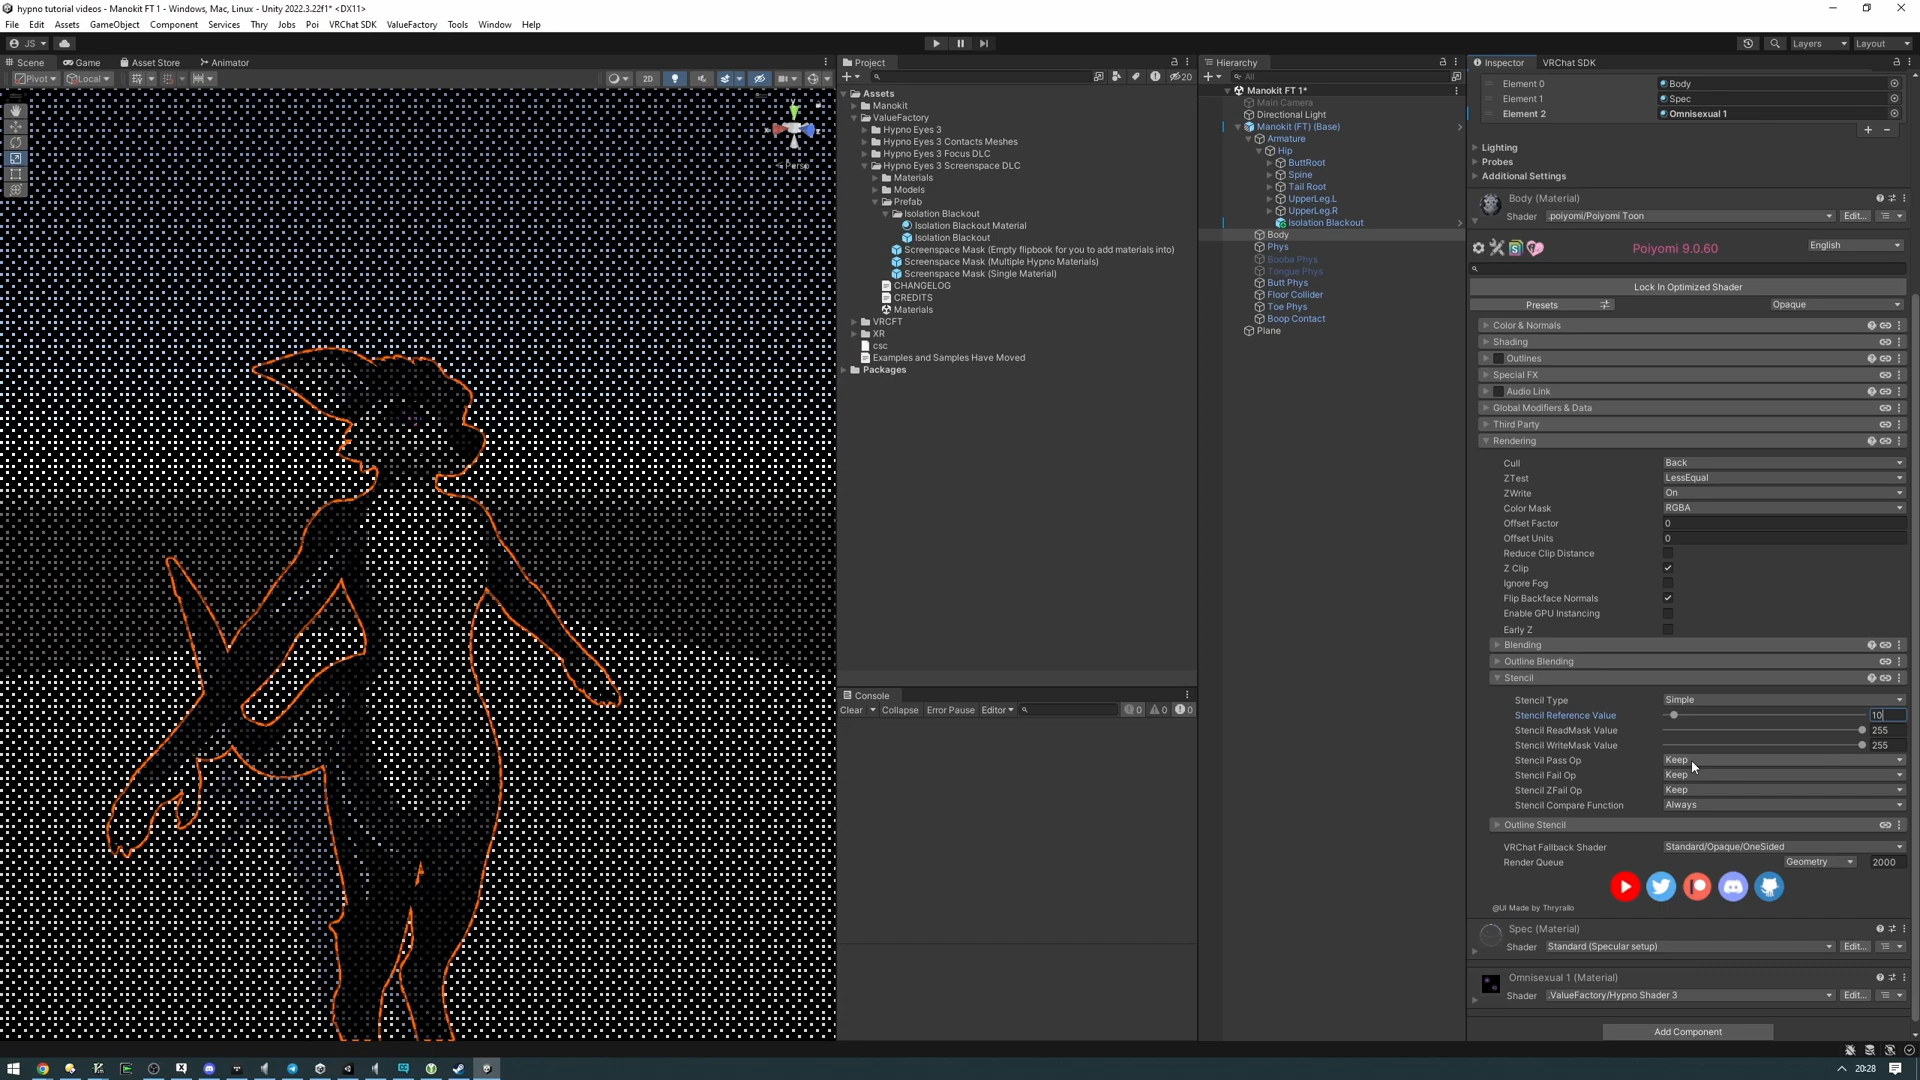 hypno tutorial videos - Manokit FT 1 - Windows, Mac, Linux - Unity 2022.3.22f1* <DX11>
File Edit Assets GameObject Component Services Thry Jobs Poi VRChat SDK ValueFactory Tools Window Help
JS
Layers Layout
Scene Game Asset Store Animator
Pivot Local 2D
Persp
Project
20
Assets
Manokit
ValueFactory
Hypno Eyes 3
Hypno Eyes 3 Contacts Meshes
Hypno Eyes 3 Focus DLC
Hypno Eyes 3 Screenspace DLC
Materials
Models
Prefab
Isolation Blackout
Isolation Blackout Material
Isolation Blackout
Screenspace Mask (Empty flipbook for you to add materials into)
Screenspace Mask (Multiple Hypno Materials)
Screenspace Mask (Single Material)
CHANGELOG
CREDITS
Materials
VRCFT
XR
csc
Examples and Samples Have Moved
Packages
Console
Clear Collapse Error Pause Editor 0 0 0
Hierarchy
All
Manokit FT 1*
Main Camera
Directional Light
Manokit (FT) (Base)
Armature
Hip
ButtRoot
Spine
Tail Root
UpperLeg.L
UpperLeg.R
Isolation Blackout
Body
Phys
Booba Phys
Tongue Phys
Butt Phys
Floor Collider
Toe Phys
Boop Contact
Plane
Inspector VRChat SDK
Element 0 Body
Element 1 Spec
Element 2 Omnisexual 1
Lighting
Probes
Additional Settings
Body (Material)
Shader .poiyomi/Poiyomi Toon Edit...
Poiyomi 9.0.60 English
Lock In Optimized Shader
Presets Opaque
Color & Normals
Shading
Outlines
Special FX
Audio Link
Global Modifiers & Data
Third Party
Rendering
Cull Back
ZTest LessEqual
ZWrite On
Color Mask RGBA
Offset Factor 0
Offset Units 0
Reduce Clip Distance
Z Clip
Ignore Fog
Flip Backface Normals
Enable GPU Instancing
Early Z
Blending
Outline Blending
Stencil
Stencil Type Simple
Stencil Reference Value 10
Stencil ReadMask Value 255
Stencil WriteMask Value 255
Stencil Pass Op Keep
Stencil Fail Op Keep
Stencil ZFail Op Keep
Stencil Compare Function Always
Outline Stencil
VRChat Fallback Shader Standard/Opaque/OneSided
Render Queue Geometry 2000
@UI Made by Thryrallo
Spec (Material)
Shader Standard (Specular setup) Edit...
Omnisexual 1 (Material)
Shader .ValueFactory/Hypno Shader 3 Edit...
Add Component
20:28